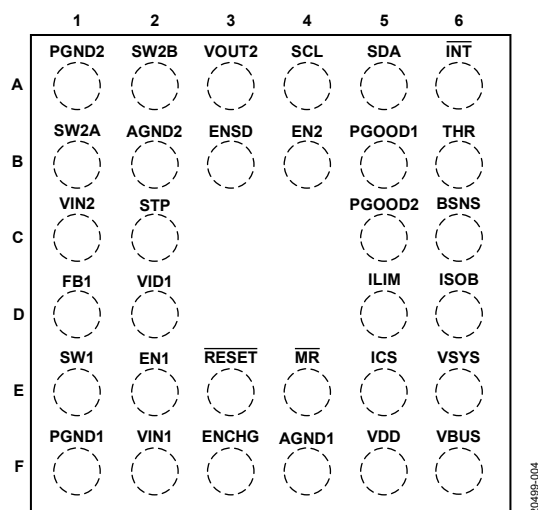 1 2 3 4 5 6
PGND2 SW2B VOUT2 SCL SDA INT
A
SW2A AGND2 ENSD EN2 PGOOD1 THR
B
VIN2 STP PGOOD2 BSNS
C
FB1 VID1 ILIM ISOB
D
SW1 EN1 RESET MR ICS VSYS
E
PGND1 VIN1 ENCHG AGND1 VDD VBUS
F
20499-004